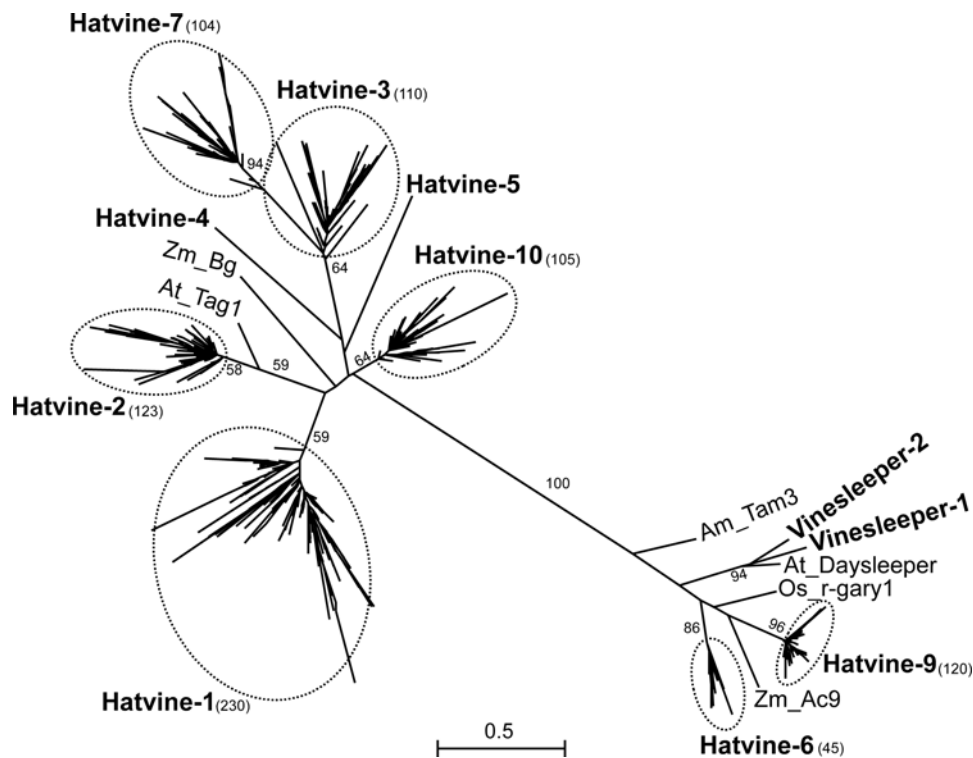 Hatvine-7 (104)
Hatvine-3 (110)
94
Hatvine-5
Hatvine-4
Hatvine-10 (105)
Zm_Bg
64
At_Tag1
64
59
58
Hatvine-2 (123)
59
100
Vinesleeper-2
Am_Tam3
Vinesleeper-1
94
At_Daysleeper
Os_r-gary1
86
96
Hatvine-9 (120)
Hatvine-1 (230)
Zm_Ac9
0.5
Hatvine-6 (45)